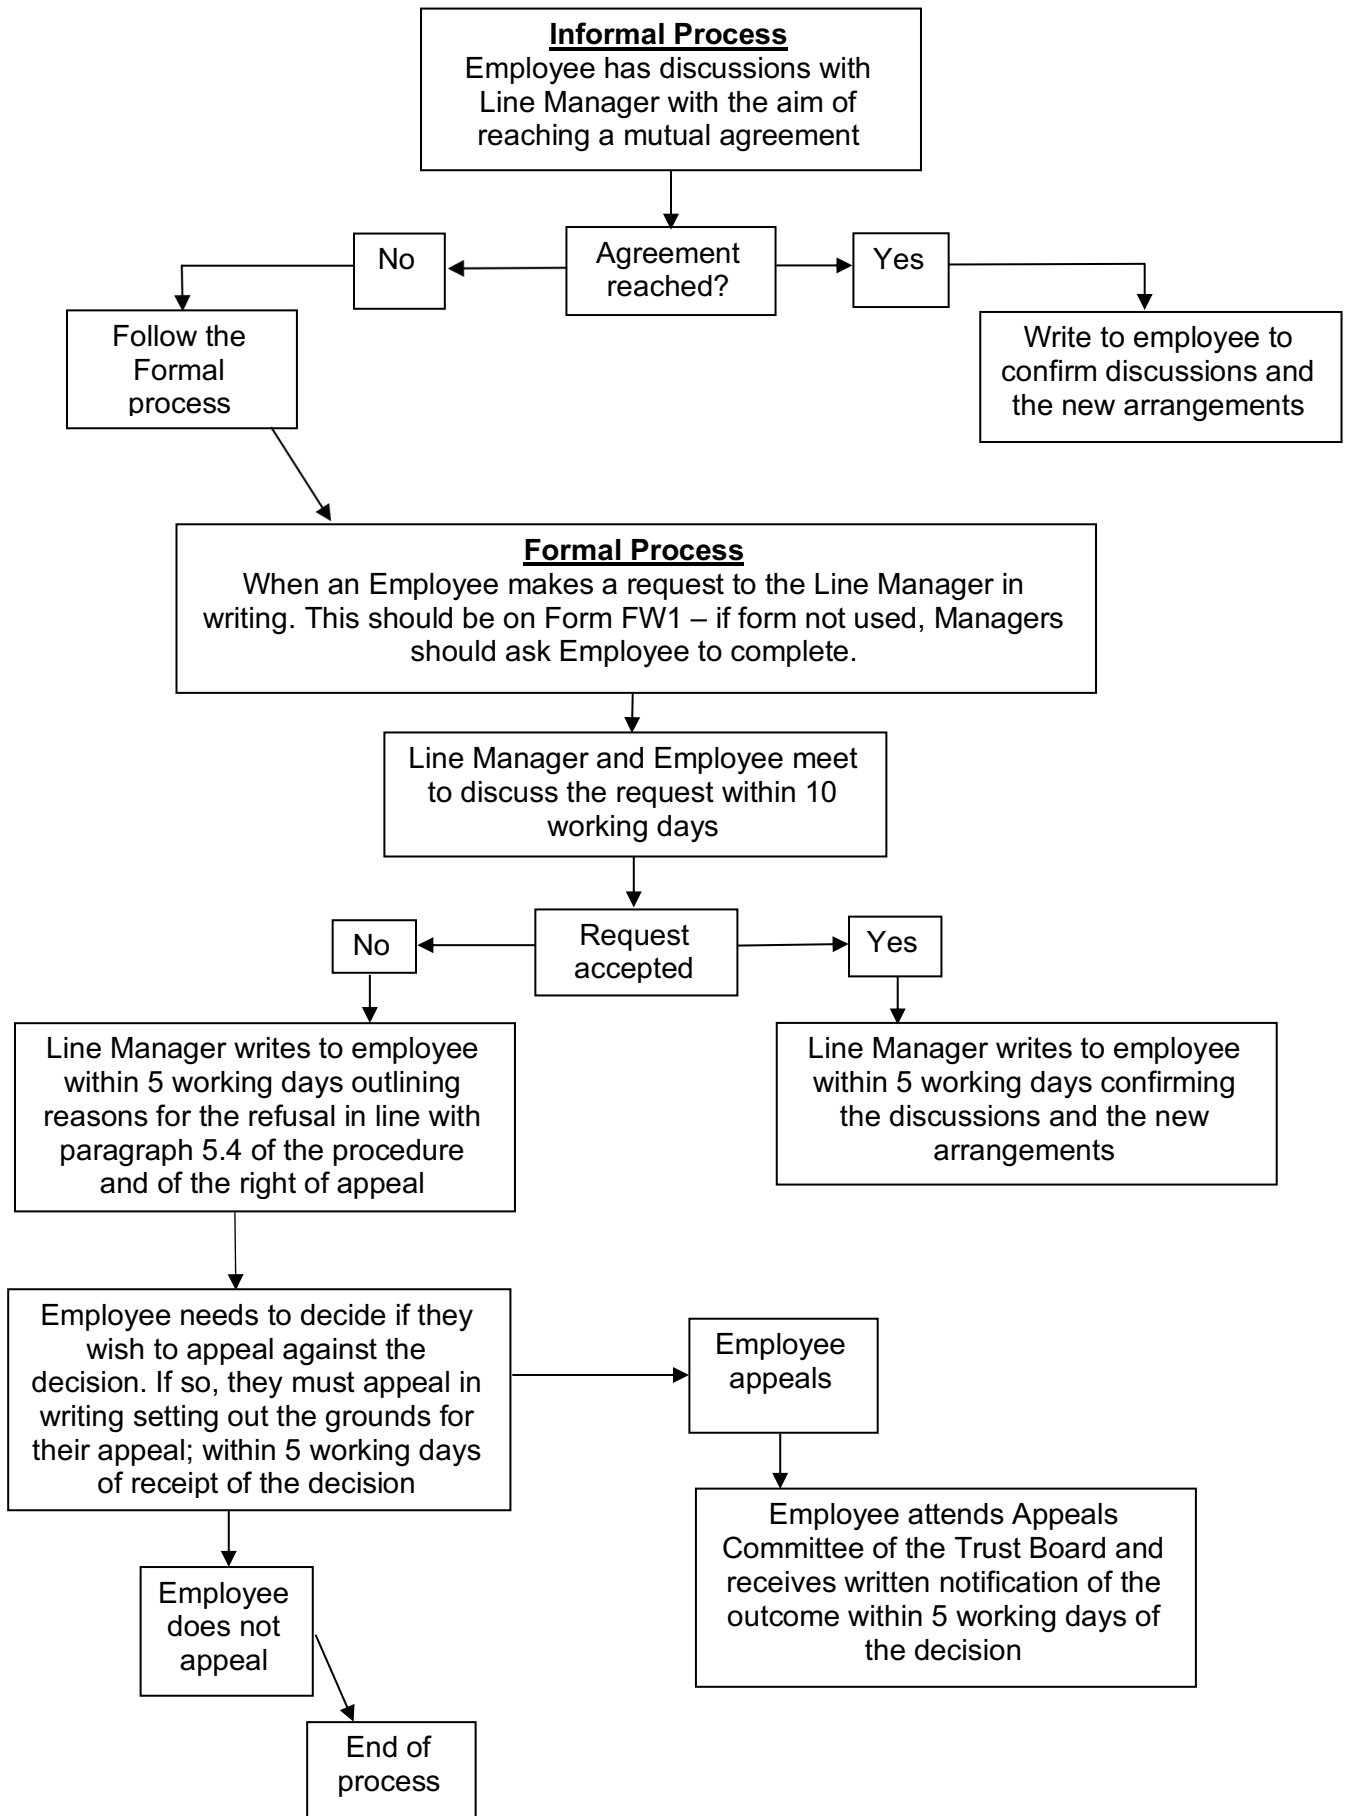 Informal Process
Employee has discussions with
Line Manager with the aim of
reaching a mutual agreement
No
Agreement
reached?
Yes
Follow the
Formal
process
Write to employee to
confirm discussions and
the new arrangements
Formal Process
When an Employee makes a request to the Line Manager in
writing. This should be on Form FW1 – if form not used, Managers
should ask Employee to complete.
Line Manager and Employee meet
to discuss the request within 10
working days
No
Request
accepted
Yes
Line Manager writes to employee
within 5 working days outlining
reasons for the refusal in line with
paragraph 5.4 of the procedure
and of the right of appeal
Line Manager writes to employee
within 5 working days confirming
the discussions and the new
arrangements
Employee needs to decide if they
wish to appeal against the
decision. If so, they must appeal in
writing setting out the grounds for
their appeal; within 5 working days
of receipt of the decision
Employee
appeals
Employee attends Appeals
Committee of the Trust Board and
receives written notification of the
outcome within 5 working days of
the decision
Employee
does not
appeal
End of
process